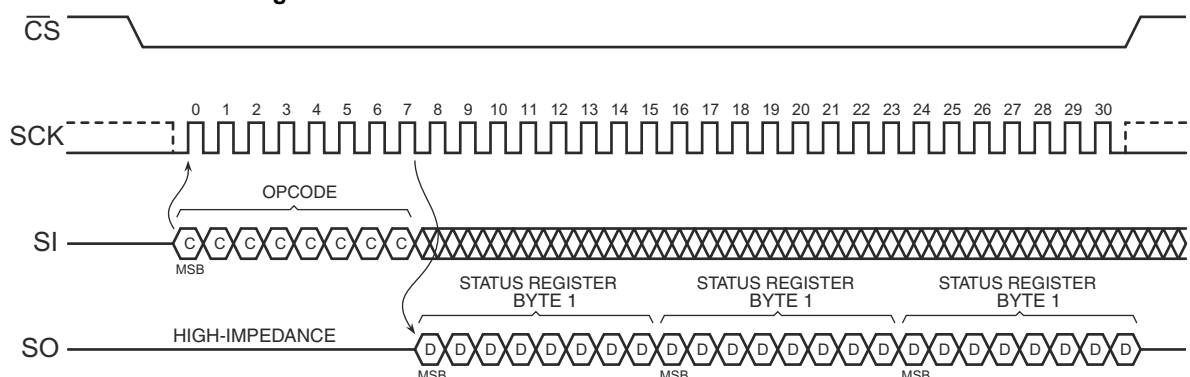 CS
0 1 2 3 4 5 6 7 8 9 10 11 12 13 14 15 16 17 18 19 20 21 22 23 24 25 26 27 28 29 30
SCK
OPCODE
SI
C C C C C C C C
MSB
STATUS REGISTER
BYTE 1
STATUS REGISTER
BYTE 1
STATUS REGISTER
BYTE 1
HIGH-IMPEDANCE
SO
D D D D D D D D D D D D D D D D D D D D D D D D
MSB MSB MSB